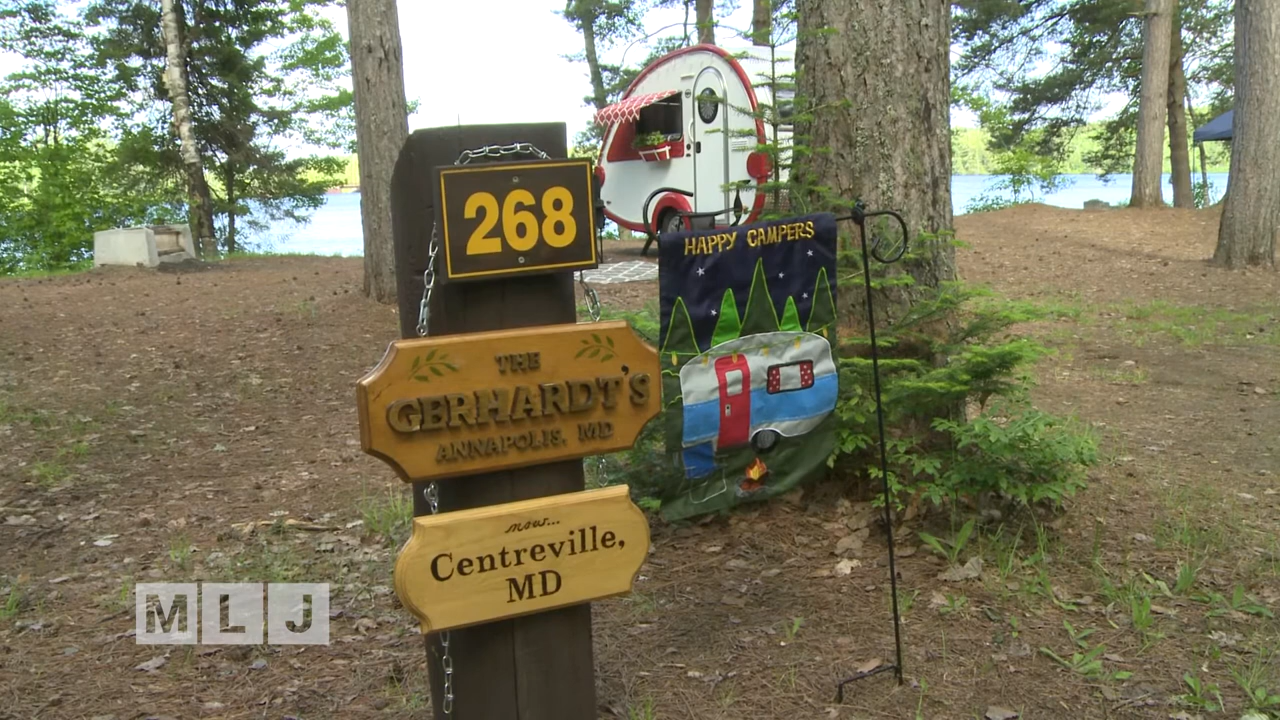 268
HAPPY CAMPERS
THE
GERHARDT'S
ANNAPOLIS, MD
now...
Centreville,
MD
MLJ